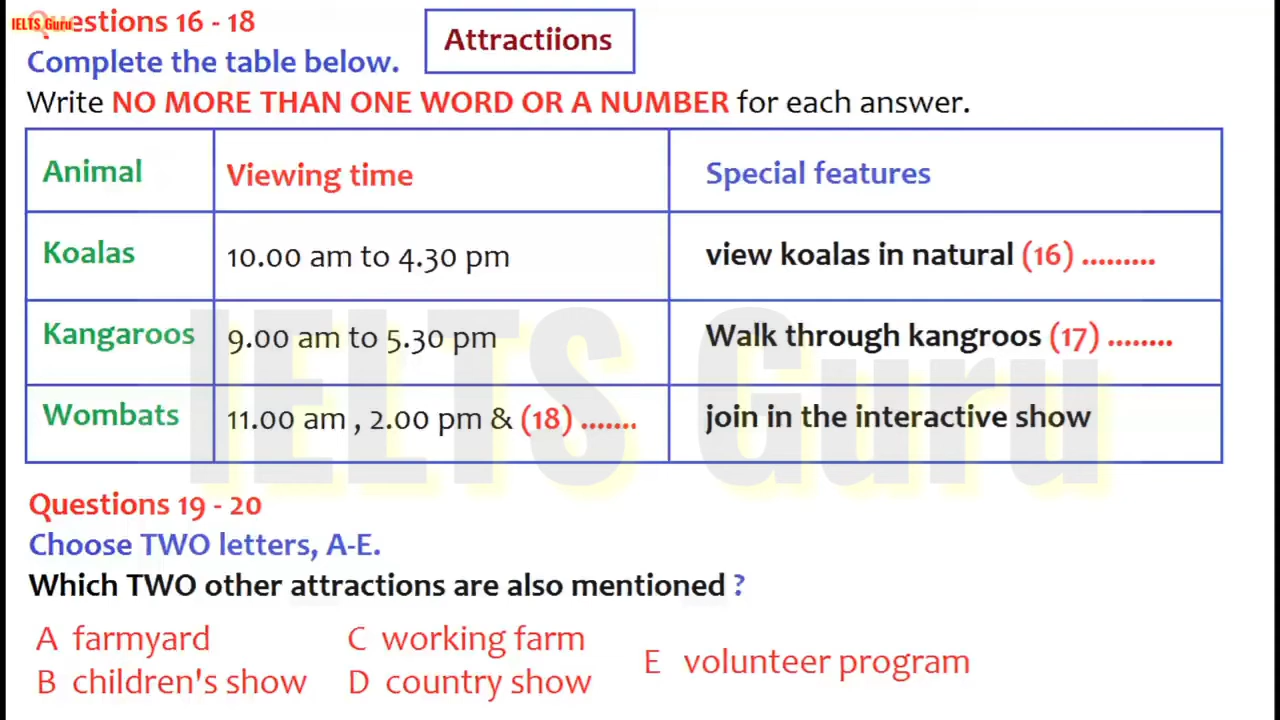 IELTS Guru
Questions 16 - 18
Attractiions
Complete the table below.
Write NO MORE THAN ONE WORD OR A NUMBER for each answer.
Animal Viewing time Special features
Koalas 10.00 am to 4.30 pm view koalas in natural (16) .........
Kangaroos 9.00 am to 5.30 pm Walk through kangroos (17) ........
Wombats 11.00 am , 2.00 pm & (18) ....... join in the interactive show
IELTS Guru
Questions 19 - 20
Choose TWO letters, A-E.
Which TWO other attractions are also mentioned ?
A farmyard C working farm
E volunteer program
B children's show D country show